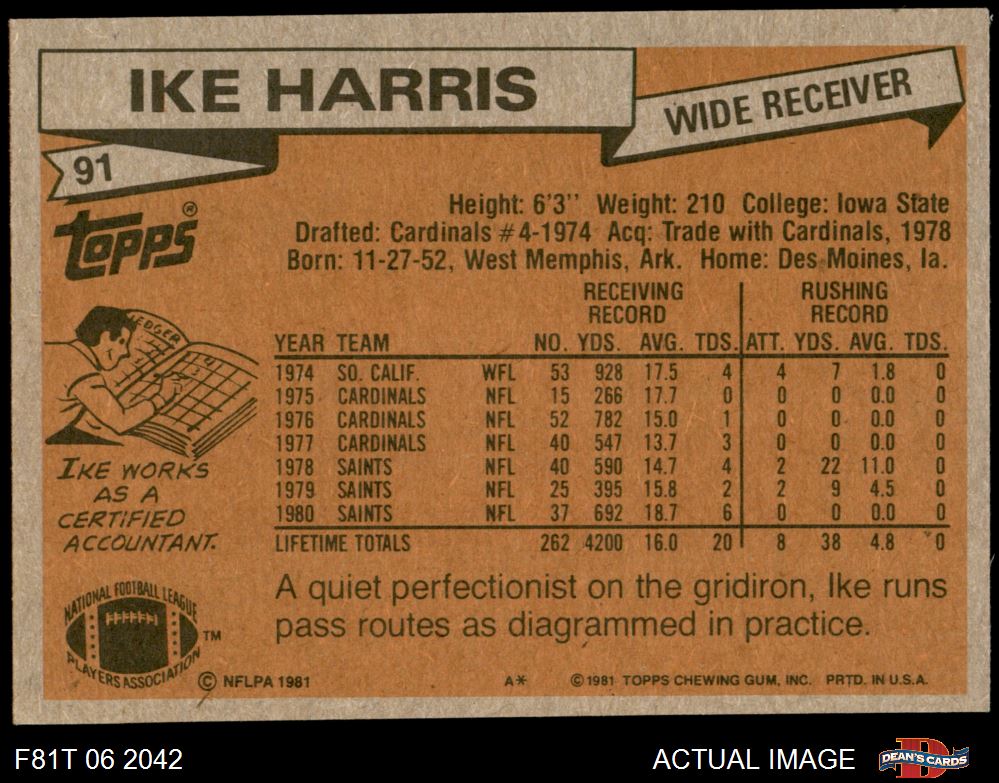 IKE HARRIS
WIDE RECEIVER
91
TOPPS®
Height: 6'3'' Weight: 210 College: Iowa State
Drafted: Cardinals #4-1974 Acq: Trade with Cardinals, 1978
Born: 11-27-52, West Memphis, Ark. Home: Des Moines, Ia.
RECEIVING RUSHING
RECORD RECORD
YEAR TEAM NO. YDS. AVG. TDS. ATT. YDS. AVG. TDS.
1974 SO. CALIF. WFL 53 928 17.5 4 4 7 1.8 0
1975 CARDINALS NFL 15 266 17.7 0 0 0 0.0 0
1976 CARDINALS NFL 52 782 15.0 1 0 0 0.0 0
1977 CARDINALS NFL 40 547 13.7 3 0 0 0.0 0
1978 SAINTS NFL 40 590 14.7 4 2 22 11.0 0
1979 SAINTS NFL 25 395 15.8 2 2 9 4.5 0
1980 SAINTS NFL 37 692 18.7 6 0 0 0.0 0
LIFETIME TOTALS 262 4200 16.0 20 8 38 4.8 0
LEDGER
IKE WORKS
AS A
CERTIFIED
ACCOUNTANT.
A quiet perfectionist on the gridiron, Ike runs
pass routes as diagrammed in practice.
NATIONAL FOOTBALL LEAGUE
PLAYERS ASSOCIATION
TM
© NFLPA 1981 A* © 1981 TOPPS CHEWING GUM, INC. PRTD. IN U.S.A.
F81T 06 2042 ACTUAL IMAGE
D
DEAN'S CARDS